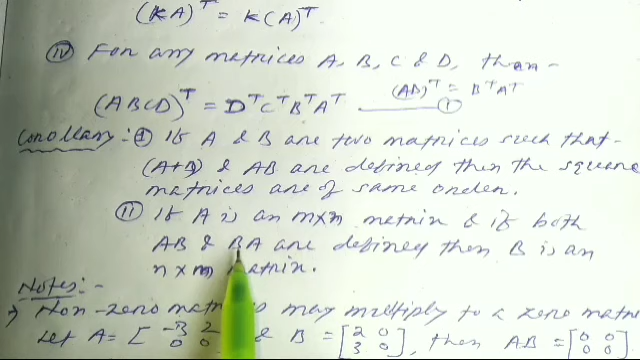 (KA)ᵀ = K(A)ᵀ
(iv) For any matrices A, B, C & D, then -
(AB)ᵀ = BᵀAᵀ
(ABCD)ᵀ = DᵀCᵀBᵀAᵀ ——— (1)
Corollary:- (i) If A & B are two matrices such that-
(A+B) & AB are defined then the square
matrices are of same order.
(ii) If A is an m×n matrix & if both
AB & BA are defined then B is an
n×m matrix.
Notes:-
→ Non-zero may multiply to a zero
Let A = [ -3 2 0 0 & B = [ 2 0 3 0 ], then AB = [ 0 0 0 0 ]